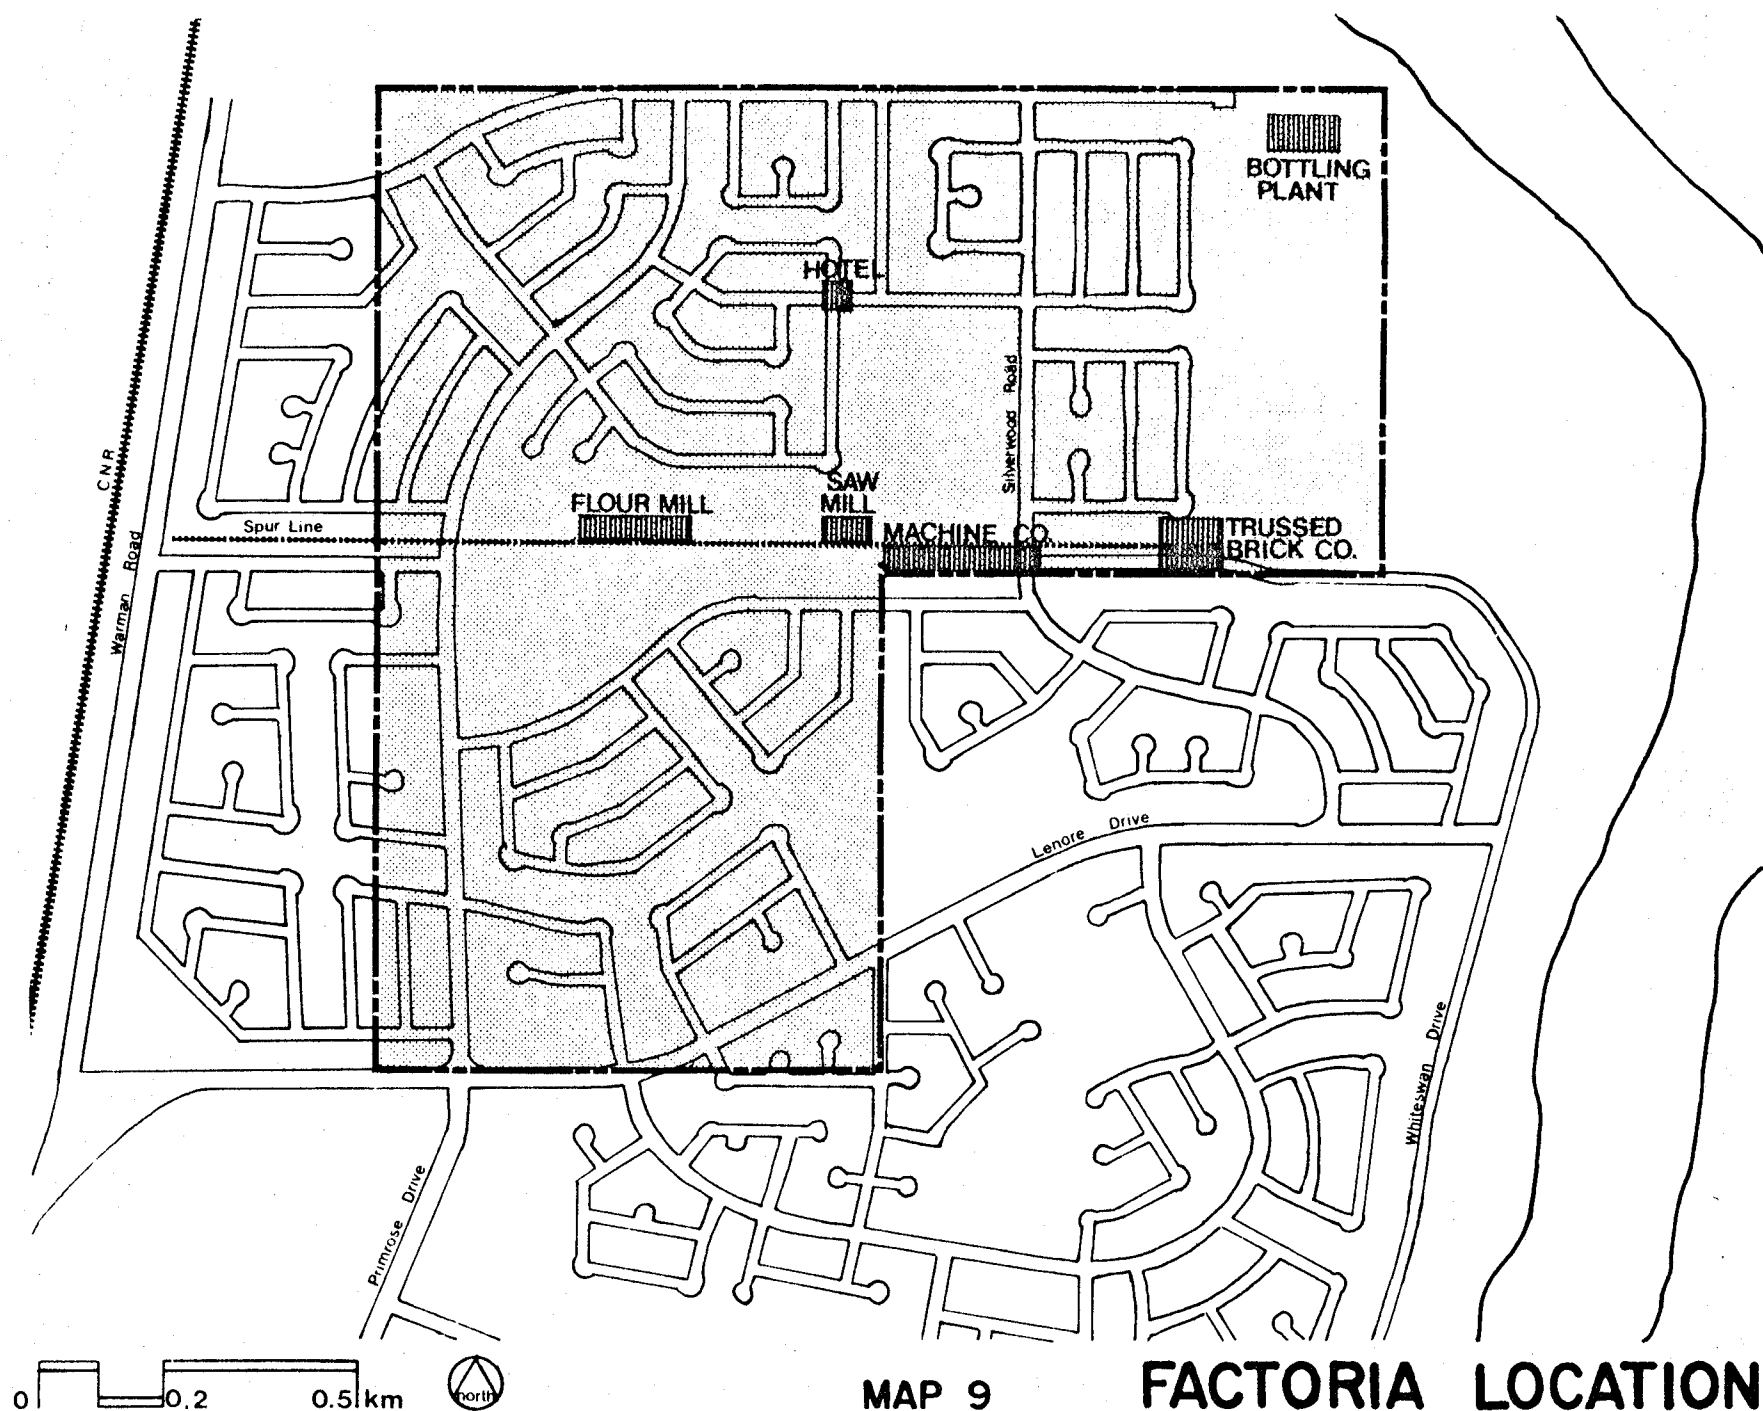 BOTTLING
PLANT
HOTEL
Silverwood Road
CNR
SAW
MILL
FLOUR MILL
Spur Line
MACHINE CO.
TRUSSED
BRICK CO.
Warman Road
Lenore Drive
Whiteswan Drive
Primrose Drive
0 0.2 0.5 km
north
MAP 9
FACTORIA LOCATION